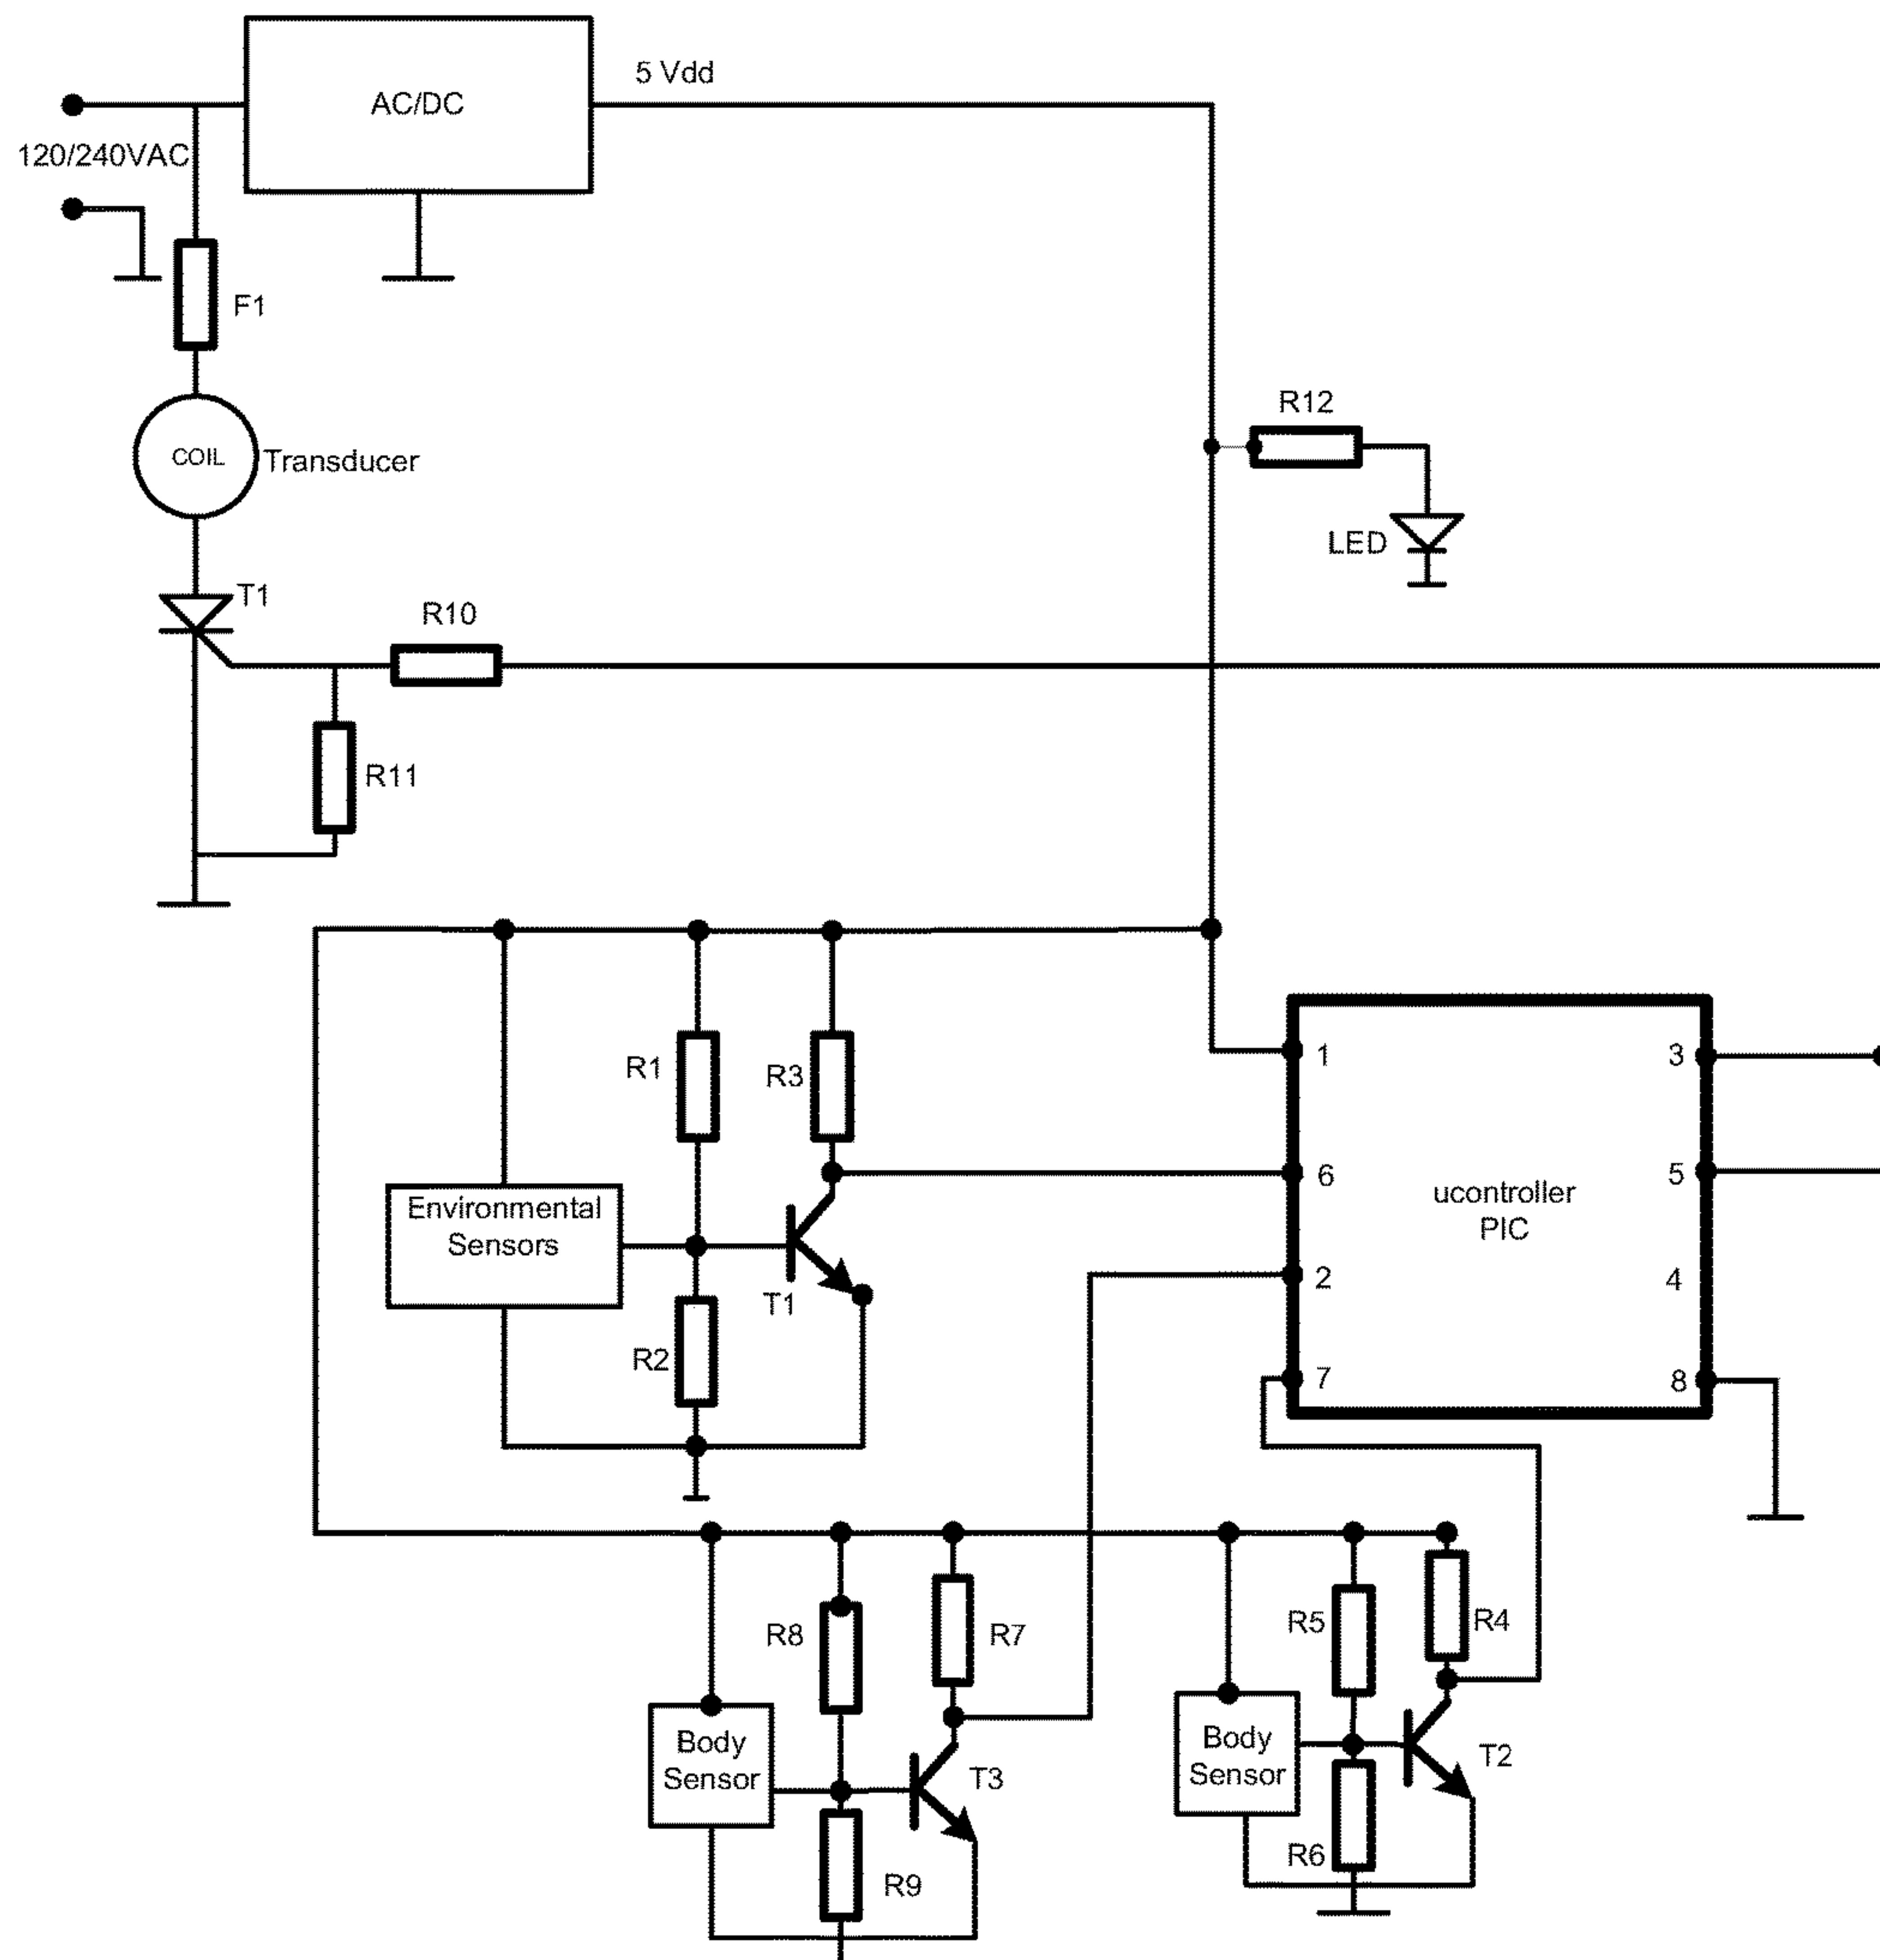 5 Vdd
AC/DC
120/240VAC
F1
R12
COIL
Transducer
LED
T1
R10
R11
R1
R3
1
3
6
5
ucontroller
PIC
Environmental
Sensors
2
4
T1
R2
7
8
R8
R7
R5
R4
Body
Sensor
T3
Body
Sensor
T2
R9
R6